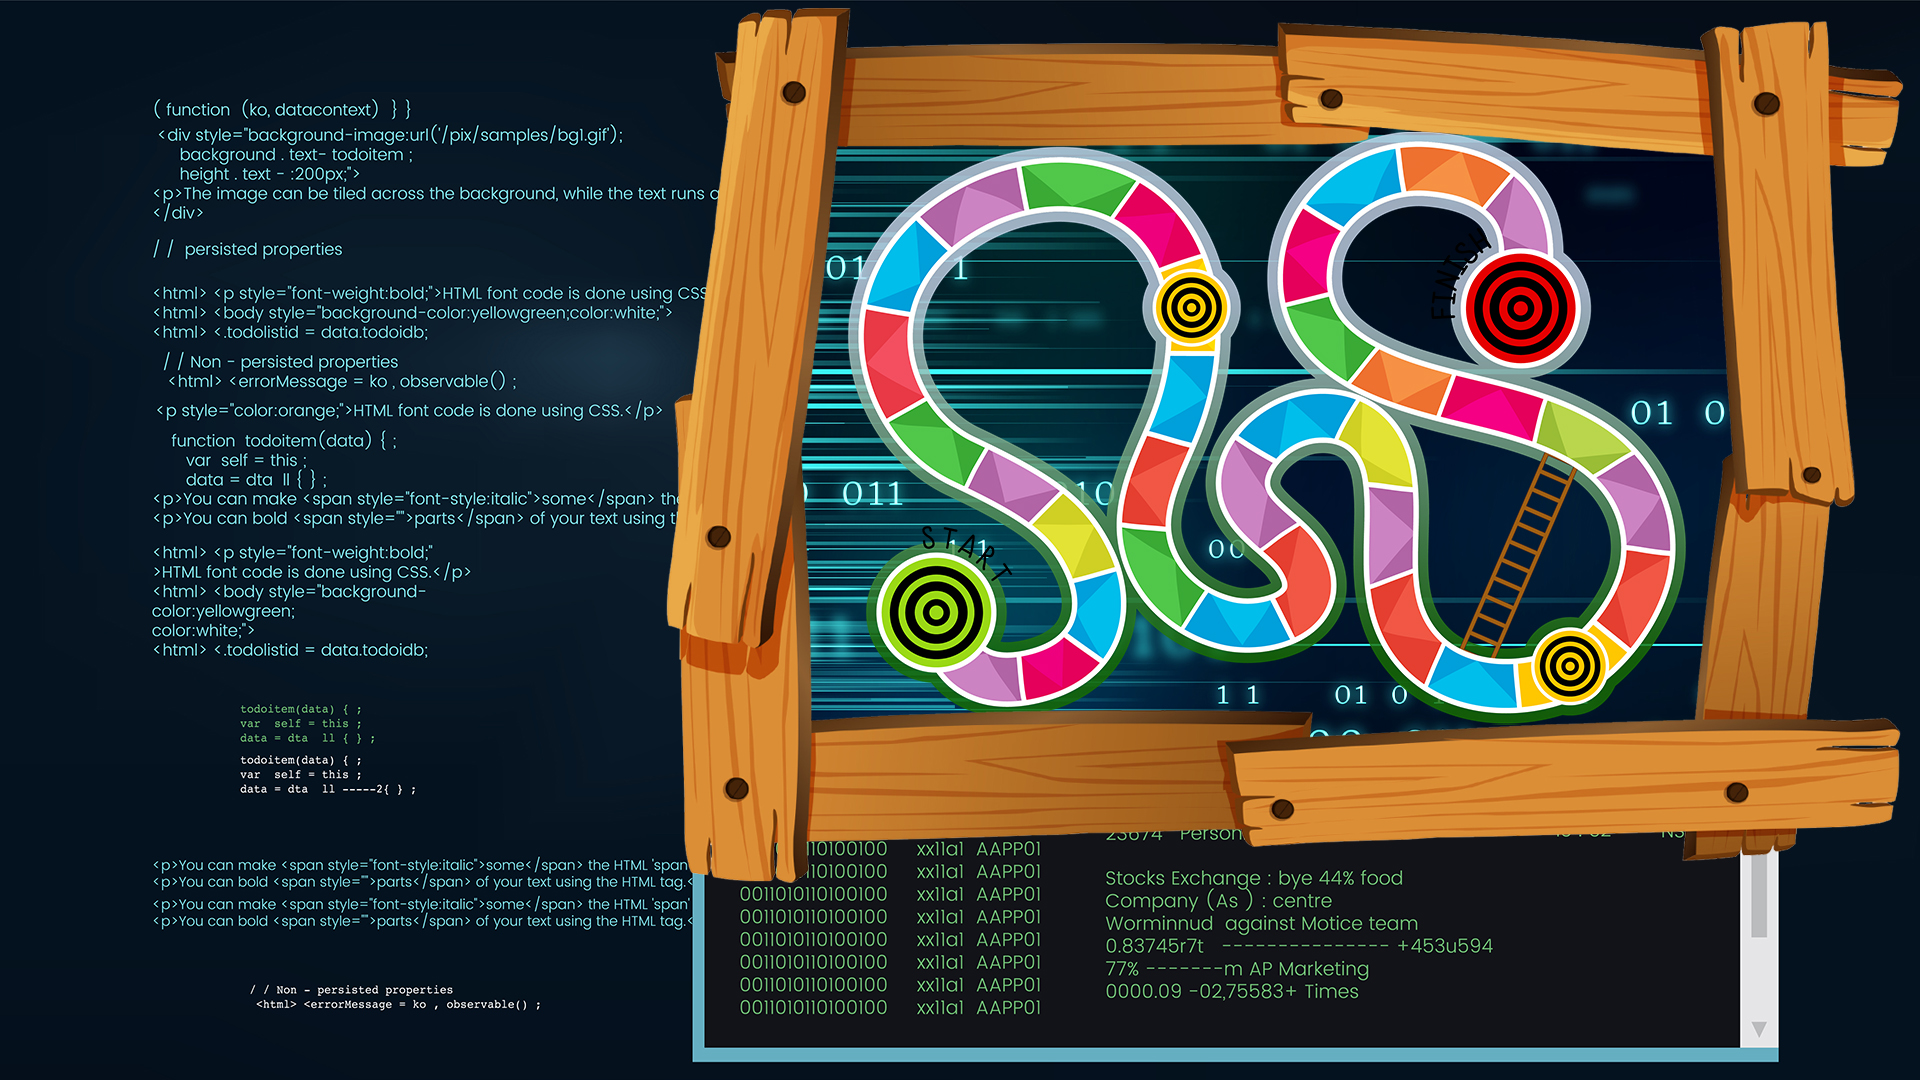 ( function (ko, datacontext) } }
<div style="background-image:url('/pix/samples/bg1.gif');
background . text- todoitem ;
height . text - :200px;">
<p>The image can be tiled across the background, while the text runs
</div>
/ / persisted properties
<html> <p style="font-weight:bold;">HTML font code is done using CSS
<html> <body style="background-color:yellowgreen;color:white;">
<html> <.todolistid = data.todoidb;
/ / Non - persisted properties
<html> <errorMessage = ko , observable() ;
<p style="color:orange;">HTML font code is done using CSS.</p>
function todoitem(data) { ;
var self = this ;
data = dta ll { } ;
<p>You can make <span style="font-style:italic">some</span> the
<p>You can bold <span style="">parts</span> of your text using
<html> <p style="font-weight:bold;"
>HTML font code is done using CSS.</p>
<html> <body style="background-
color:yellowgreen;
color:white;">
<html> <.todolistid = data.todoidb;
todoitem(data) { ;
var self = this ;
data = dta ll { } ;
todoitem(data) { ;
var self = this ;
data = dta ll -----2{ } ;
<p>You can make <span style="font-style:italic">some</span> the HTML 'span
<p>You can bold <span style="">parts</span> of your text using the HTML tag.<
<p>You can make <span style="font-style:italic">some</span> the HTML 'span'
<p>You can bold <span style="">parts</span> of your text using the HTML tag.<
/ / Non - persisted properties
<html> <errorMessage = ko , observable() ;
01 1
FINISH
01 0
011 10
START
11
00
1 1 01 0
23674 Person
110100100 xx11a1 AAPP01
0110100100 xx11a1 AAPP01
0011010110100100 xx11a1 AAPP01
0011010110100100 xx11a1 AAPP01
0011010110100100 xx11a1 AAPP01
0011010110100100 xx11a1 AAPP01
0011010110100100 xx11a1 AAPP01
0011010110100100 xx11a1 AAPP01
Stocks Exchange : bye 44% food
Company (As ) : centre
Worminnud against Motice team
0.83745r7t --------------- +453u594
77% -------m AP Marketing
0000.09 -02,75583+ Times